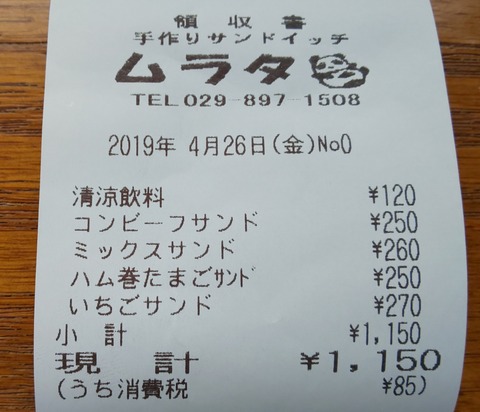 領収書
手作りサンドイッチ
ムラタ
TEL 029-897-1508
2019年 4月26日(金)No0
清涼飲料 ¥120
コンビーフサンド ¥250
ミックスサンド ¥260
ハム巻たまごサンド ¥250
いちごサンド ¥270
小 計 ¥1,150
現 計 ¥1,150
(うち消費税 ¥85)